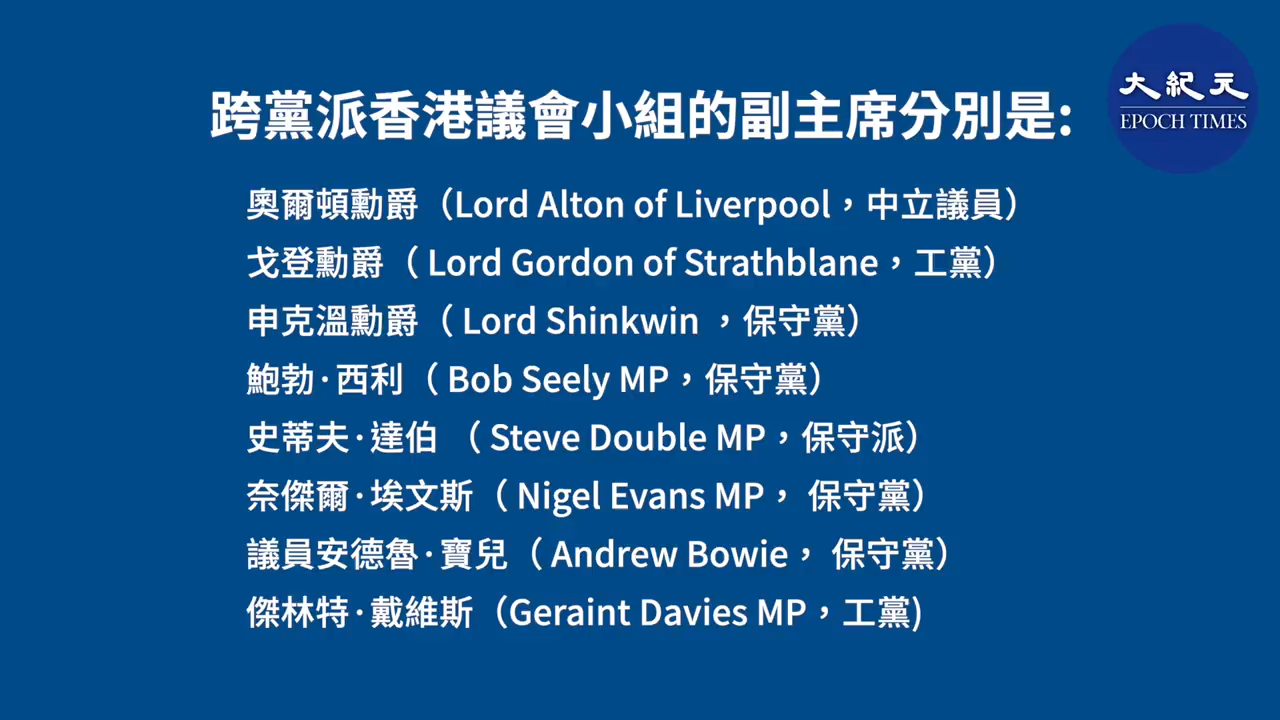 大紀元
EPOCH TIMES
跨黨派香港議會小組的副主席分別是:
奧爾頓勳爵（Lord Alton of Liverpool，中立議員）
戈登勳爵（ Lord Gordon of Strathblane，工黨）
申克溫勳爵（ Lord Shinkwin ，保守黨）
鮑勃·西利（ Bob Seely MP，保守黨）
史蒂夫·達伯 （ Steve Double MP，保守派）
奈傑爾·埃文斯（ Nigel Evans MP， 保守黨）
議員安德魯·寶兒（ Andrew Bowie， 保守黨）
傑林特·戴維斯（Geraint Davies MP，工黨)